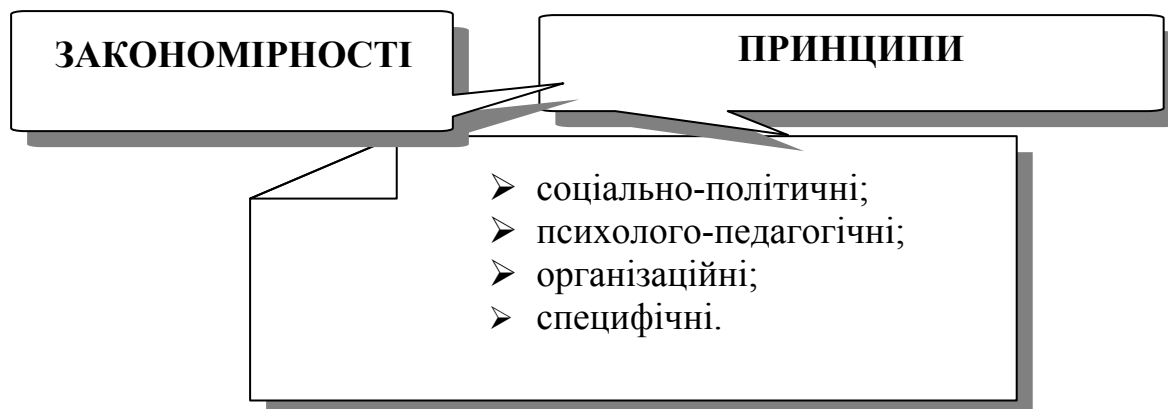 ЗАКОНОМІРНОСТІ
ПРИНЦИПИ
➢ соціально-політичні;
➢ психолого-педагогічні;
➢ організаційні;
➢ специфічні.